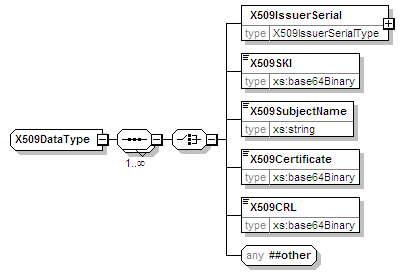 X509IssuerSerial
type X509IssuerSerialType
X509SKI
type xs:base64Binary
X509SubjectName
type xs:string
X509DataType
1..∞
X509Certificate
type xs:base64Binary
X509CRL
type xs:base64Binary
any ##other